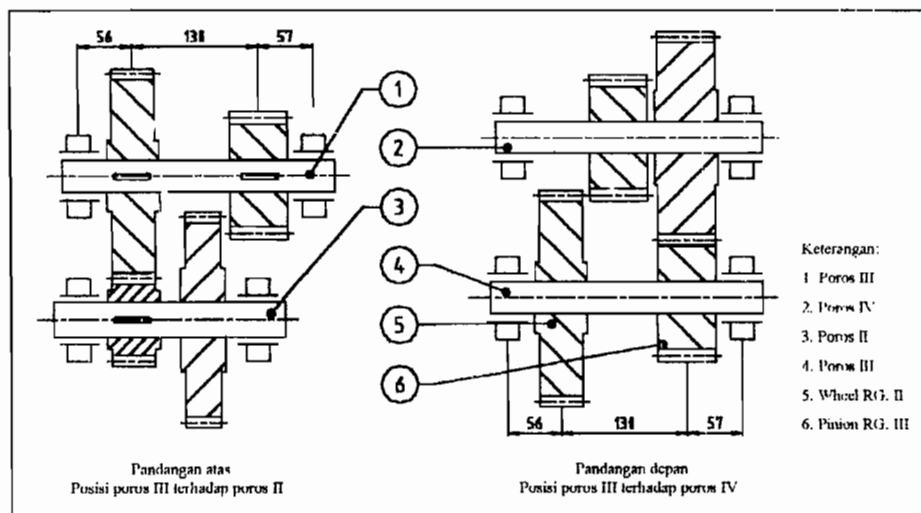 56 131 57
1
3
56 131 57
2
4
5
6
Keterangan:
1 Poros III
2. Poros IV
3. Poros II
4. Poros III
5. Wheel RG. II
6. Pinion RG. III
Pandangan atas
Posisi poros III terhadap poros II
Pandangan depan
Posisi poros III terhadap poros IV